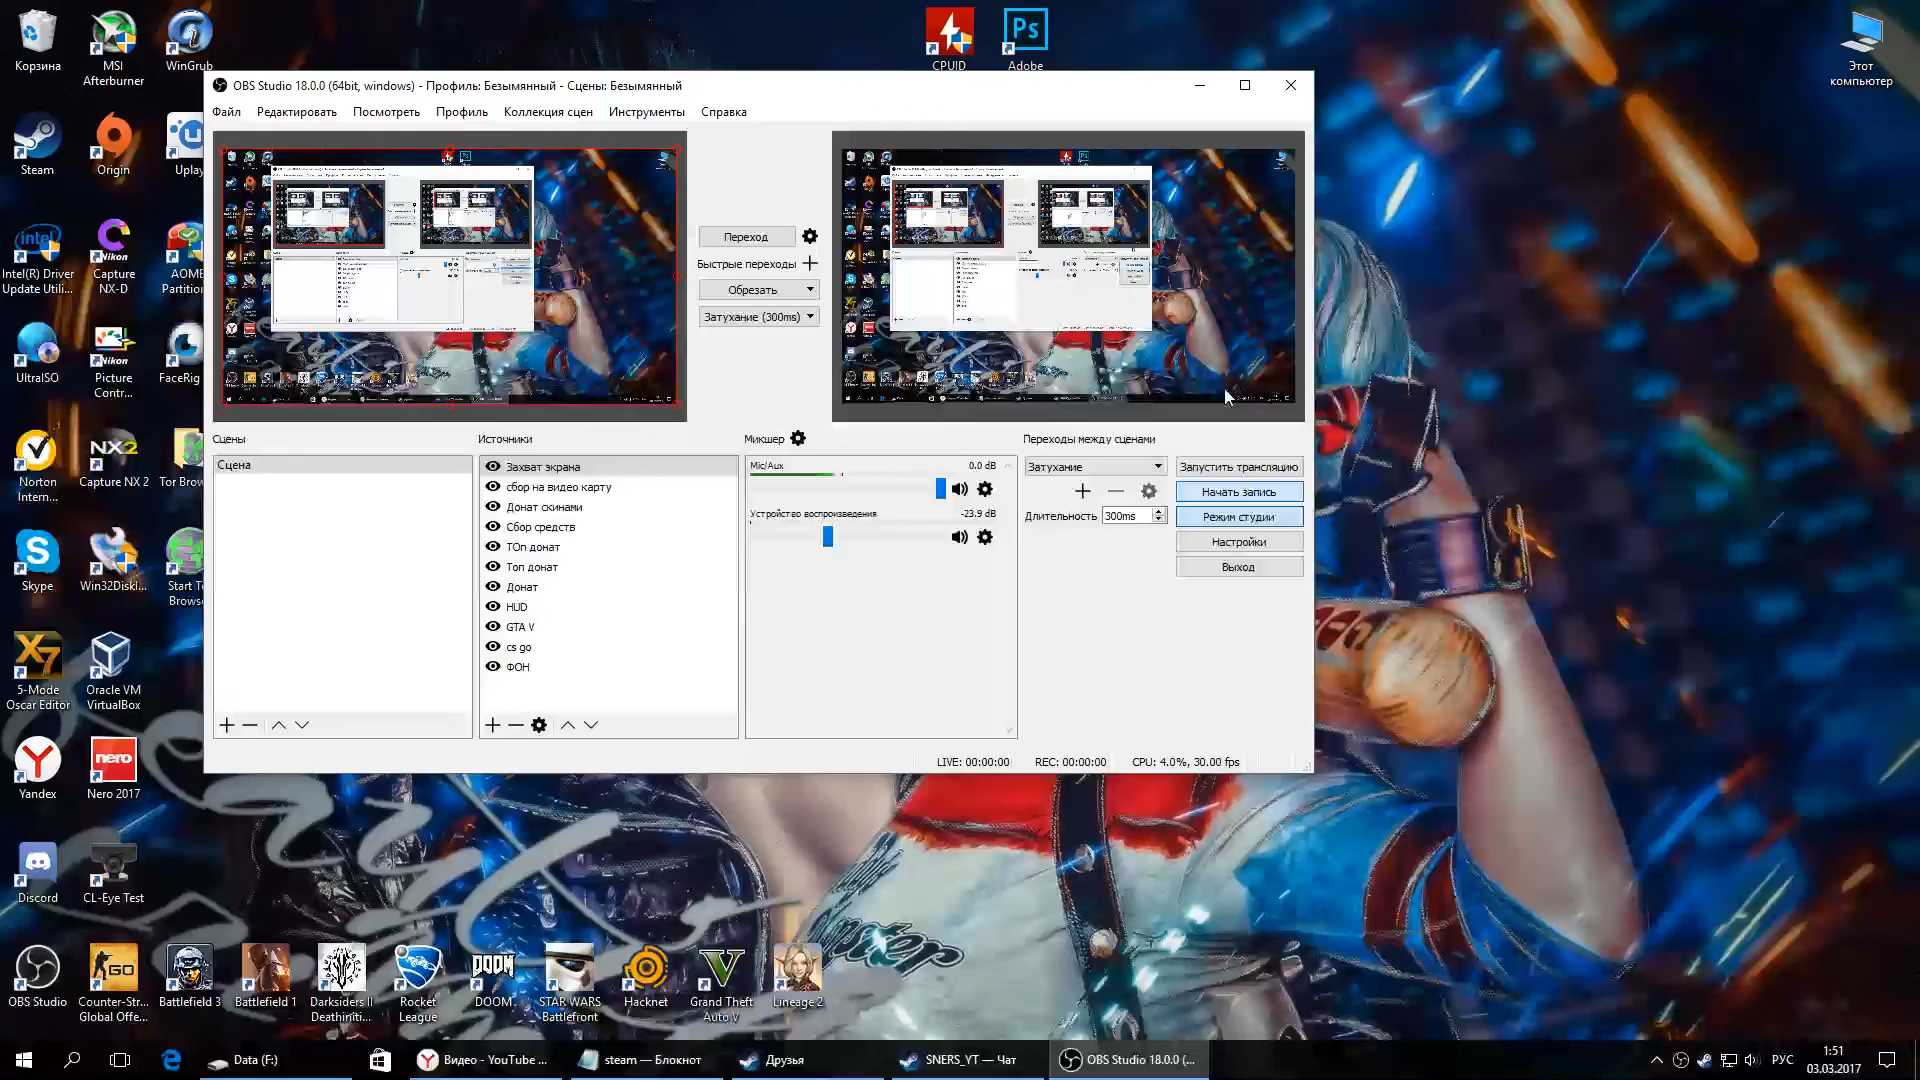 Корзина
MSI
Afterburner
WinGrub
CPUID
Adobe
Этот
компьютер
Steam
Origin
Uplay
Intel(R) Driver
Update Utili...
Capture
NX-D
AOME
Partition
UltraISO
Picture
Contr...
FaceRig
Norton
Intern...
Capture NX 2
Tor Brow
Skype
Win32Diskl...
Start To
Browse
5-Mode
Oscar Editor
Oracle VM
VirtualBox
Yandex
Nero 2017
Discord
CL-Eye Test
OBS Studio
Counter-Str...
Global Offe...
Battlefield 3
Battlefield 1
Darksiders II
Deathiniti...
Rocket
League
DOOM
STAR WARS
Battlefront
Hacknet
Grand Theft
Auto V
Lineage 2
OBS Studio 18.0.0 (64bit, windows) - Профиль: Безымянный - Сцены: Безымянный
Файл Редактировать Посмотреть Профиль Коллекция сцен Инструменты Справка
Переход
Быстрые переходы
Обрезать
Затухание (300ms)
Сцены
Сцена
Источники
Захват экрана
сбор на видео карту
Донат скинами
Сбор средств
ТОп донат
Топ донат
Донат
HUD
GTA V
cs go
ФОН
Микшер
Mic/Aux 0.0 dB
Устройство воспроизведения -23.9 dB
Переходы между сценами
Затухание
Длительность 300ms
Запустить трансляцию
Начать запись
Режим студии
Настройки
Выход
LIVE: 00:00:00 REC: 00:00:00 CPU: 4.0%, 30.00 fps
Data (F:)
Видео - YouTube ...
steam — Блокнот
Друзья
SNERS_YT — Чат
OBS Studio 18.0.0 (...
РУС
1:51
03.03.2017